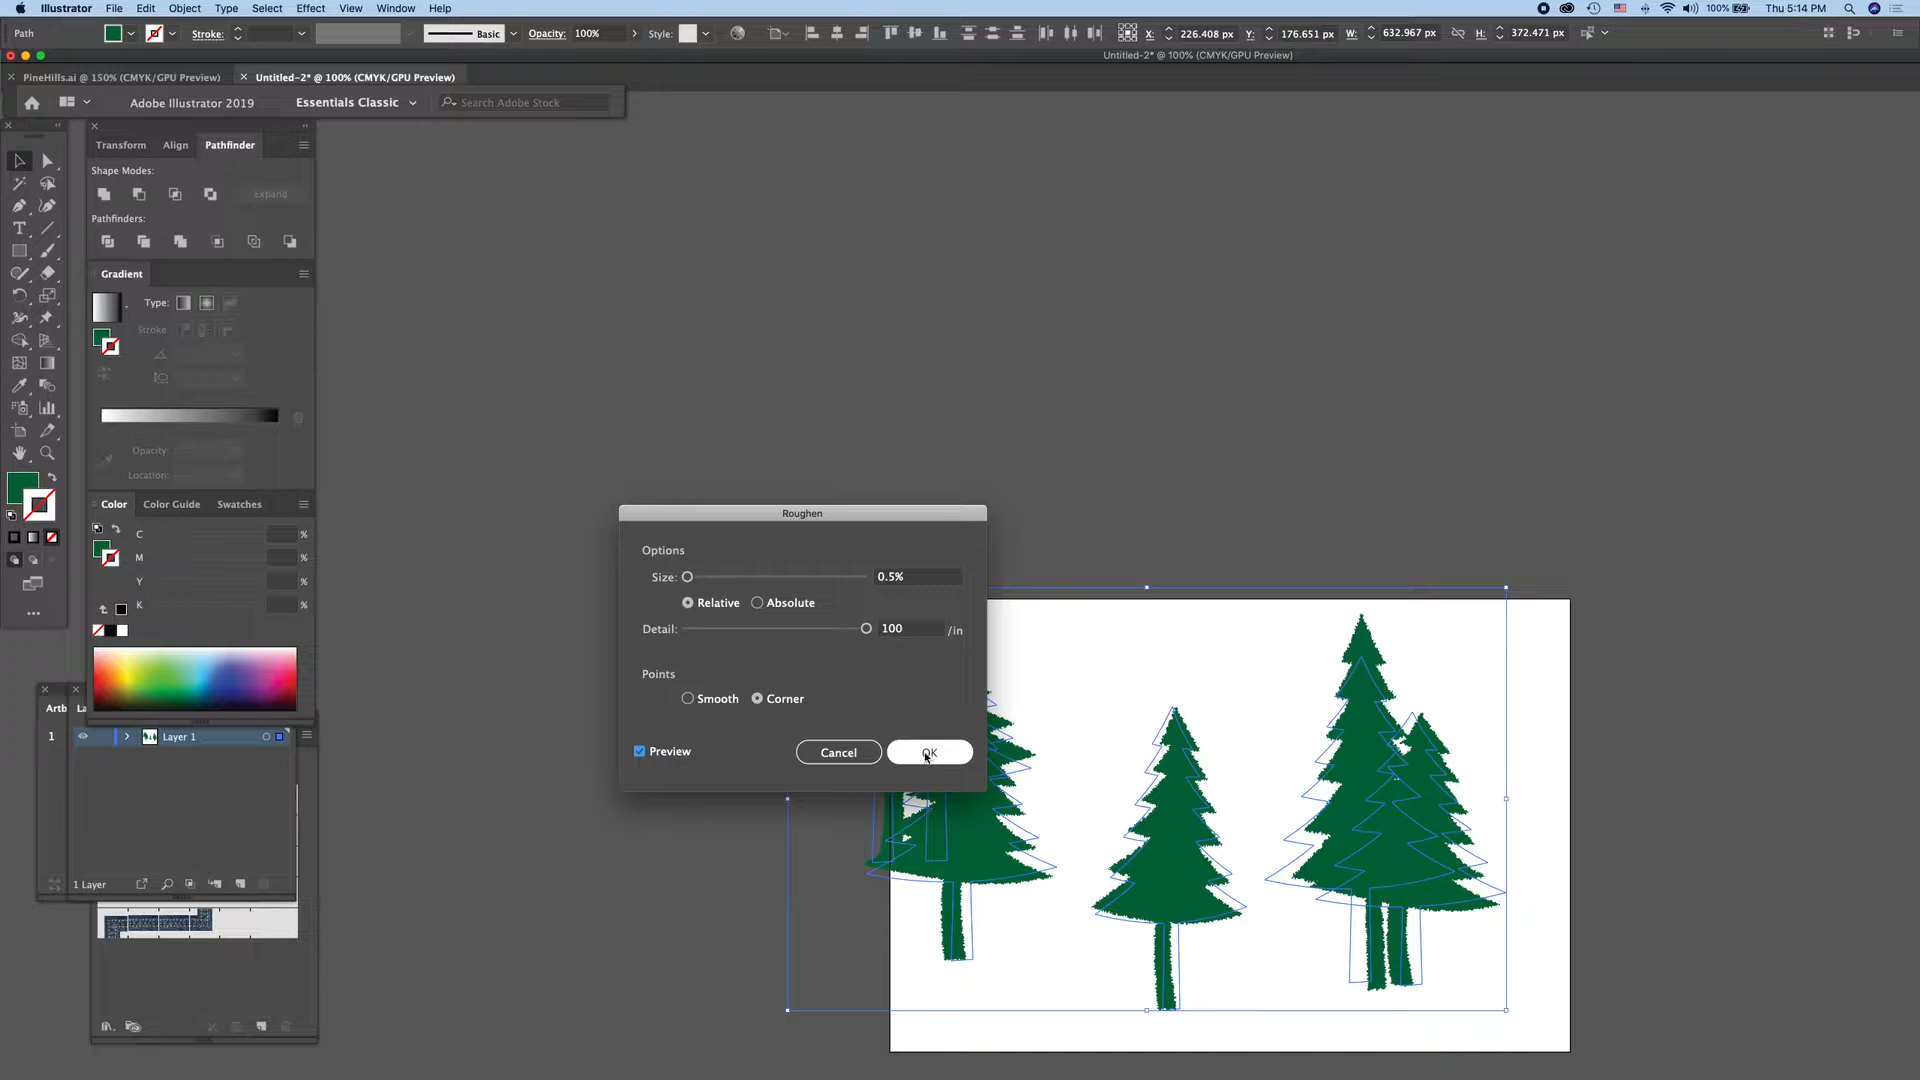 Illustrator File Edit Object Type Select Effect View Window Help 100% Thu 5:14 PM
Path Stroke: Basic Opacity: 100% Style: X: 226.408 px Y: 176.651 px W: 632.967 px H: 372.471 px
Untitled-2* @ 100% (CMYK/GPU Preview)
PineHills.ai @ 150% (CMYK/GPU Preview) Untitled-2* @ 100% (CMYK/GPU Preview)
Adobe Illustrator 2019 Essentials Classic Search Adobe Stock
Transform Align Pathfinder
Shape Modes:
Expand
Pathfinders:
Gradient
Type:
Stroke:
Opacity:
Location:
Color Color Guide Swatches
C %
M %
Y %
K %
Artb La
1 Layer 1
1 Layer
Roughen
Options
Size: 0.5%
Relative Absolute
Detail: 100 /in
Points
Smooth Corner
Preview Cancel OK